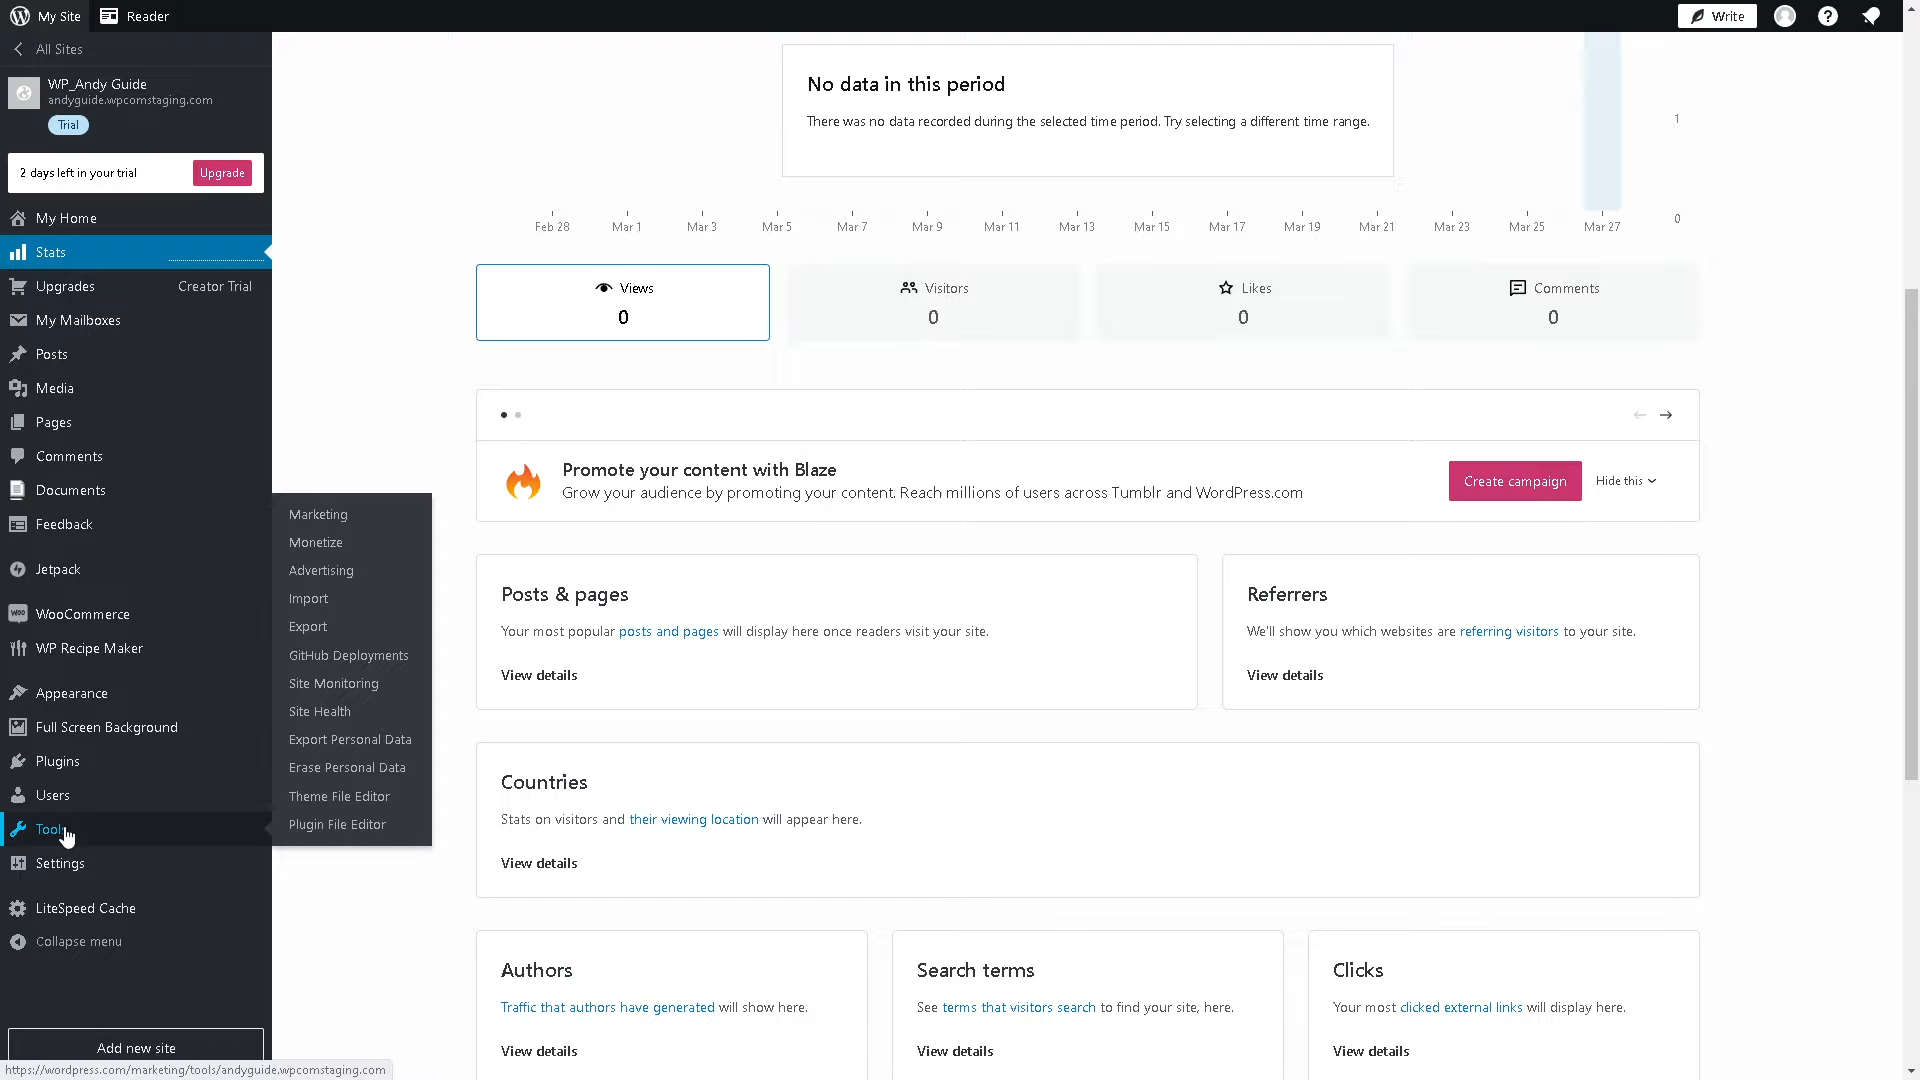 My Site
Reader
Write
All Sites
WP_Andy Guide
andyguide.wpcomstaging.com
Trial
2 days left in your trial
Upgrade
My Home
Stats
Upgrades
Creator Trial
My Mailboxes
Posts
Media
Pages
Comments
Documents
Feedback
Jetpack
WooCommerce
WP Recipe Maker
Appearance
Full Screen Background
Plugins
Users
Tools
Settings
LiteSpeed Cache
Collapse menu
Add new site
https://wordpress.com/marketing/tools/andyguide.wpcomstaging.com
Marketing
Monetize
Advertising
Import
Export
GitHub Deployments
Site Monitoring
Site Health
Export Personal Data
Erase Personal Data
Theme File Editor
Plugin File Editor
No data in this period
There was no data recorded during the selected time period. Try selecting a different time range.
1
0
Feb 28 Mar 1 Mar 3 Mar 5 Mar 7 Mar 9 Mar 11 Mar 13 Mar 15 Mar 17 Mar 19 Mar 21 Mar 23 Mar 25 Mar 27
Views
0
Visitors
0
Likes
0
Comments
0
Promote your content with Blaze
Grow your audience by promoting your content. Reach millions of users across Tumblr and WordPress.com
Create campaign
Hide this
Posts & pages
Your most popular posts and pages will display here once readers visit your site.
View details
Referrers
We'll show you which websites are referring visitors to your site.
View details
Countries
Stats on visitors and their viewing location will appear here.
View details
Authors
Traffic that authors have generated will show here.
View details
Search terms
See terms that visitors search to find your site, here.
View details
Clicks
Your most clicked external links will display here.
View details